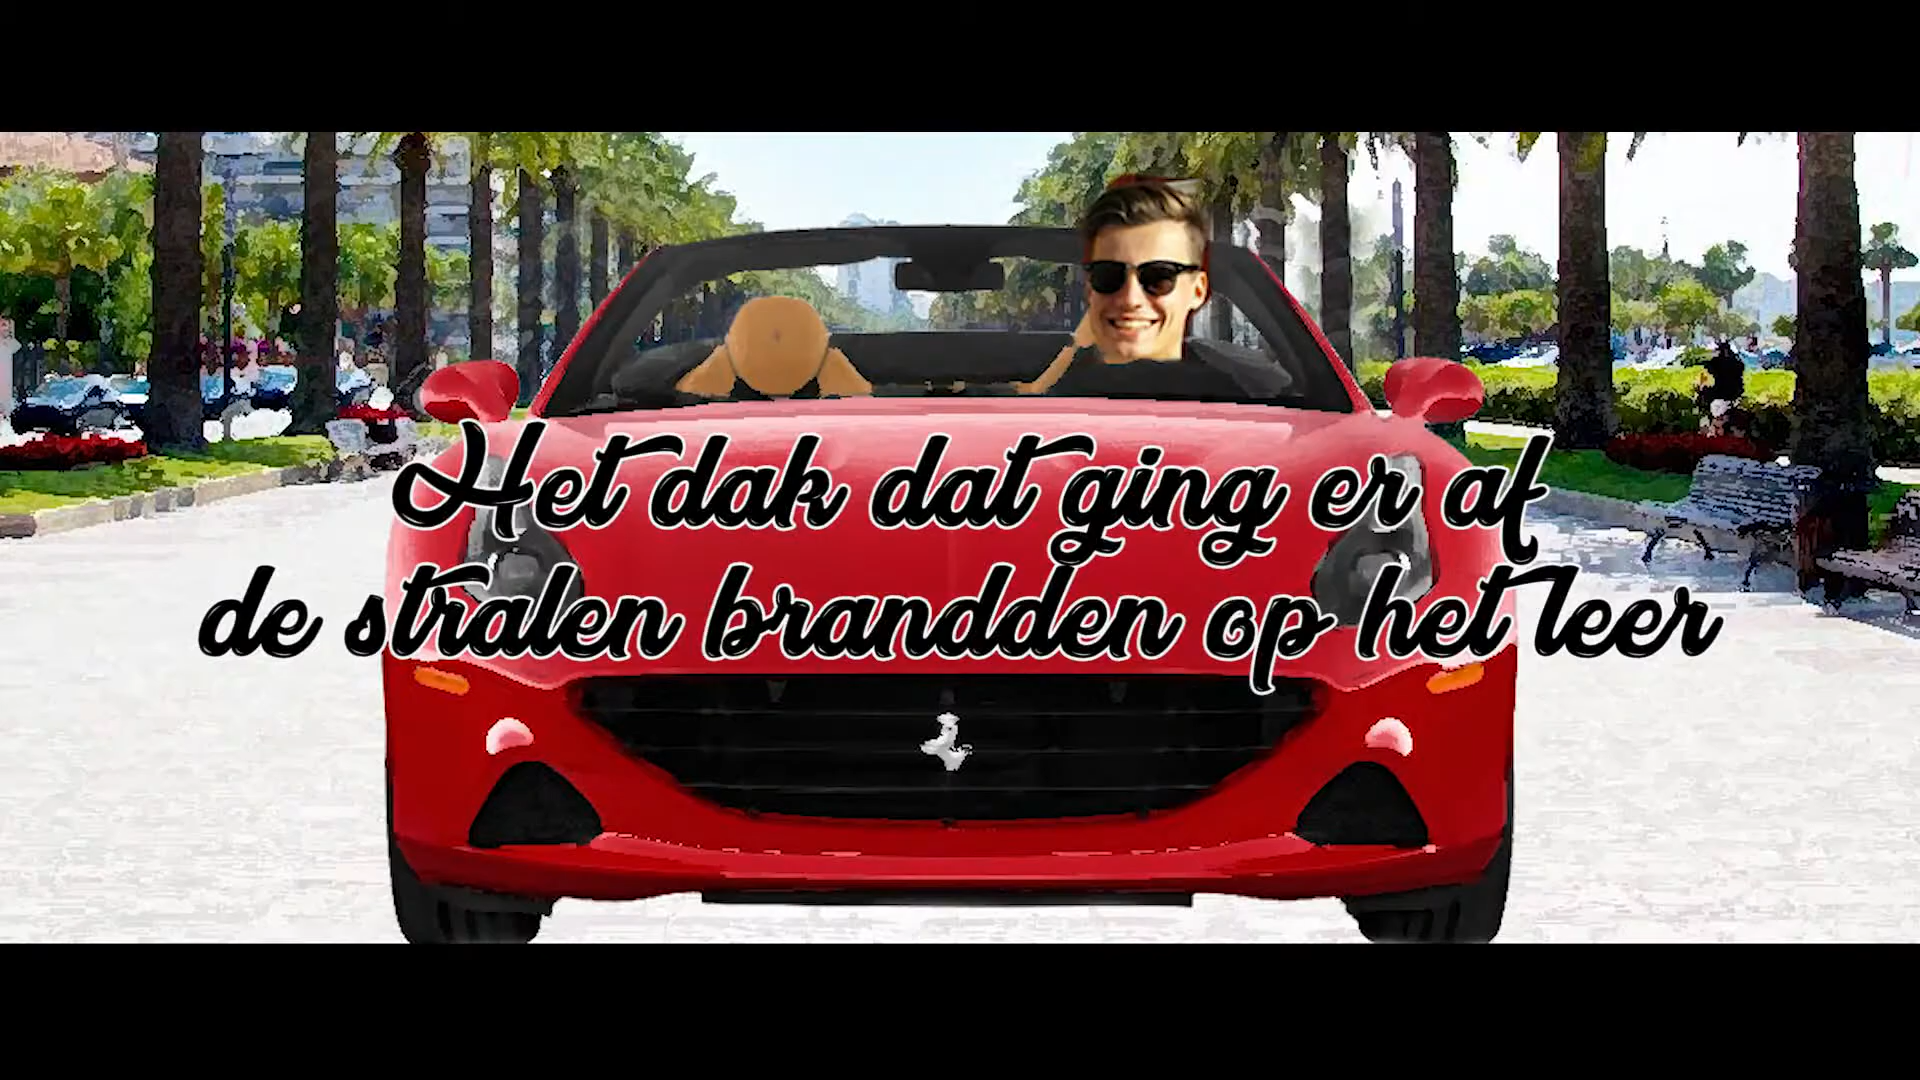 Het dak dat ging er af
de stralen brandden op het leer